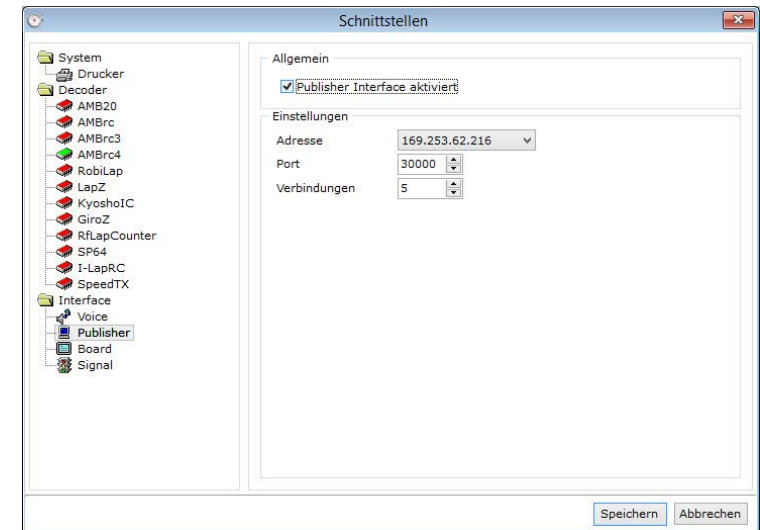 Schnittstellen
System
Drucker
Decoder
AMB20
AMBrc
AMBrc3
AMBrc4
RobiLap
LapZ
KyoshoIC
GiroZ
RfLapCounter
SP64
I-LapRC
SpeedTX
Interface
Voice
Publisher
Board
Signal
Allgemein
Publisher Interface aktiviert
Einstellungen
Adresse 169.253.62.216
Port 30000
Verbindungen 5
Speichern Abbrechen